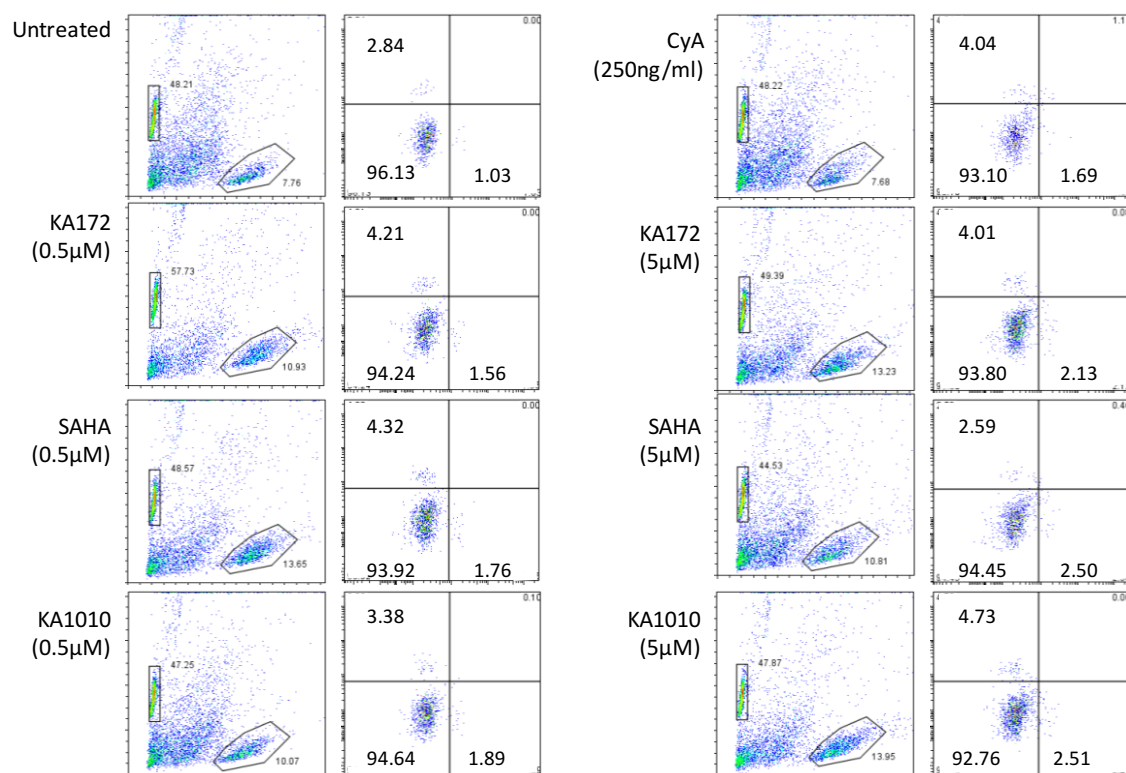 Untreated
48.21
7.76
0.00
2.84
96.13
1.03
CyA
(250ng/ml)
48.22
7.68
4.04
93.10
1.69
KA172
(0.5μM)
57.73
10.93
0.00
4.21
94.24
1.56
KA172
(5μM)
49.39
13.23
4.01
93.80
2.13
SAHA
(0.5μM)
48.57
13.65
0.00
4.32
93.92
1.76
SAHA
(5μM)
44.53
10.81
2.59
94.45
2.50
KA1010
(0.5μM)
47.25
10.07
0.10
3.38
94.64
1.89
KA1010
(5μM)
47.87
13.95
4.73
92.76
2.51